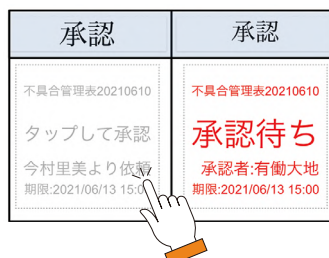 承認
承認
不具合管理表20210610
タップして承認
今村里美より依頼
期限:2021/06/13 15:00
不具合管理表20210610
承認待ち
承認者:有働大地
期限:2021/06/13 15:00